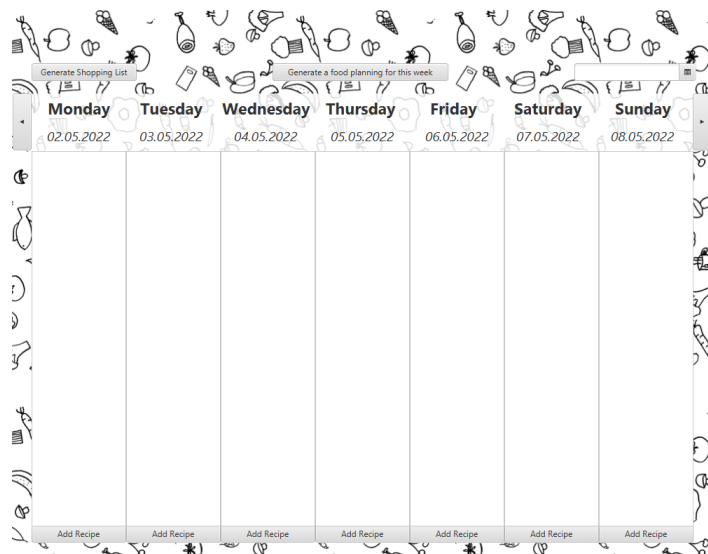 Generate Shopping List
Generate a food planning for this week
Monday Tuesday Wednesday Thursday Friday Saturday Sunday
02.05.2022 03.05.2022 04.05.2022 05.05.2022 06.05.2022 07.05.2022 08.05.2022
Add Recipe Add Recipe Add Recipe Add Recipe Add Recipe Add Recipe Add Recipe